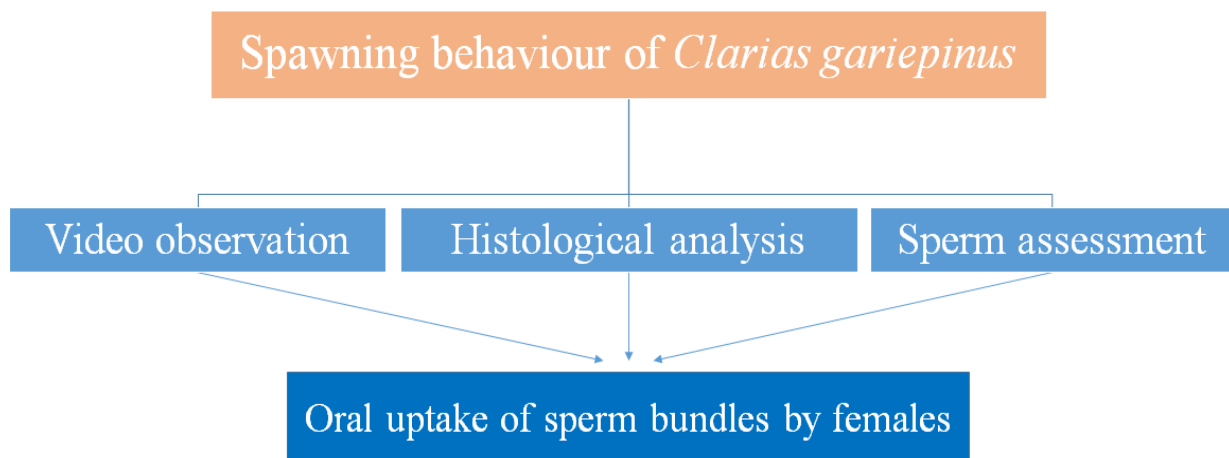 Spawning behaviour of Clarias gariepinus
Video observation
Histological analysis
Sperm assessment
Oral uptake of sperm bundles by females